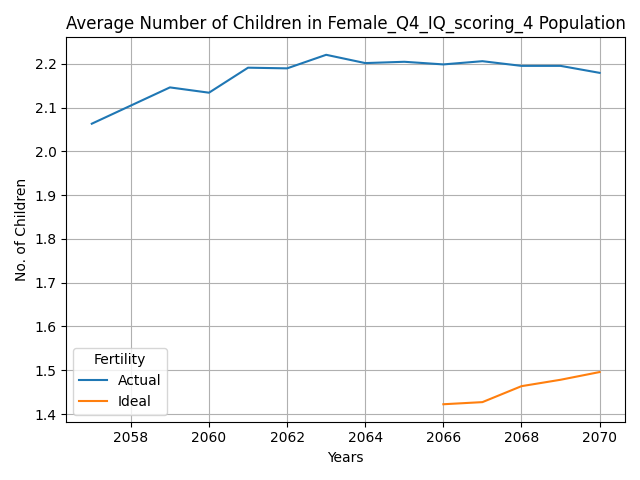 Average Number of Children in Female_Q4_IQ_scoring_4 Population
2.2
2.1
2.0
1.9
1.8
1.7
1.6
1.5
1.4
No. of Children
Fertility
Actual
Ideal
2058 2060 2062 2064 2066 2068 2070
Years